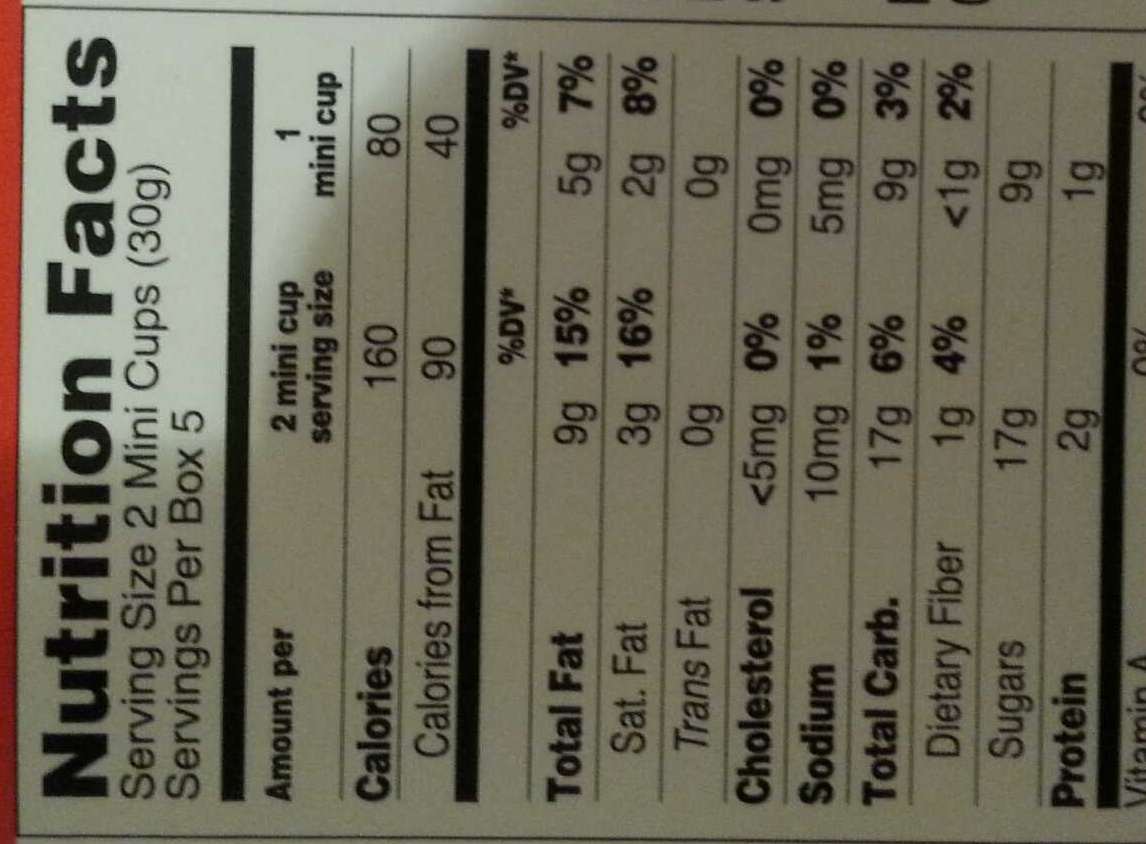 Nutrition Facts
Serving Size 2 Mini Cups (30g)
Servings Per Box 5
Amount per 2 mini cup serving size 1 mini cup
Calories 160 80
Calories from Fat 90 40
%DV* %DV*
Total Fat 9g 15% 5g 7%
Sat. Fat 3g 16% 2g 8%
Trans Fat 0g 0g
Cholesterol <5mg 0% 0mg 0%
Sodium 10mg 1% 5mg 0%
Total Carb. 17g 6% 9g 3%
Dietary Fiber 1g 4% <1g 2%
Sugars 17g 9g
Protein 2g 1g
Vitamin A 0%